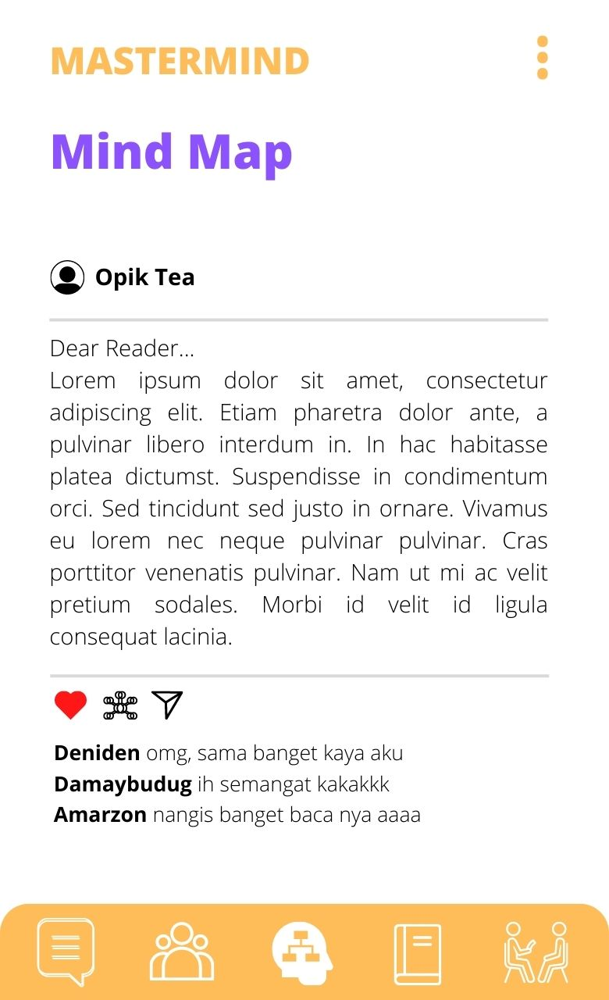 MASTERMIND
Mind Map
Opik Tea
Dear Reader...
Lorem ipsum dolor sit amet, consectetur
adipiscing elit. Etiam pharetra dolor ante, a
pulvinar libero interdum in. In hac habitasse
platea dictumst. Suspendisse in condimentum
orci. Sed tincidunt sed justo in ornare. Vivamus
eu lorem nec neque pulvinar pulvinar. Cras
porttitor venenatis pulvinar. Nam ut mi ac velit
pretium sodales. Morbi id velit id ligula
consequat lacinia.
Deniden omg, sama banget kaya aku
Damaybudug ih semangat kakakkk
Amarzon nangis banget baca nya aaaa